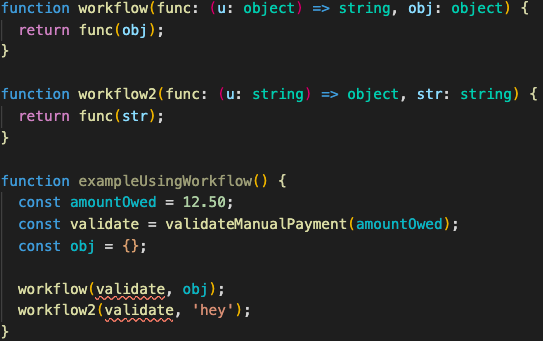 function workflow(func: (u: object) => string, obj: object) {
  return func(obj);
}

function workflow2(func: (u: string) => object, str: string) {
  return func(str);
}

function exampleUsingWorkflow() {
  const amountOwed = 12.50;
  const validate = validateManualPayment(amountOwed);
  const obj = {};

  workflow(validate, obj);
  workflow2(validate, 'hey');
}